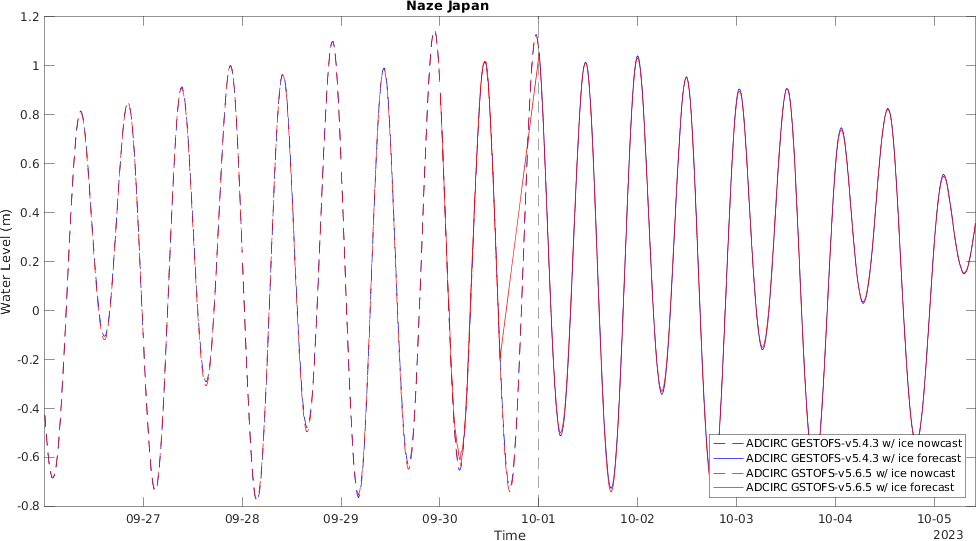 Naze Japan
Water Level (m)
1.2
1
0.8
0.6
0.4
0.2
0
-0.2
-0.4
-0.6
-0.8
ADCIRC GESTOFS-v5.4.3 w/ ice nowcast
ADCIRC GESTOFS-v5.4.3 w/ ice forecast
ADCIRC GSTOFS-v5.6.5 w/ ice nowcast
ADCIRC GSTOFS-v5.6.5 w/ ice forecast
09-27 09-28 09-29 09-30 10-01 10-02 10-03 10-04 10-05
Time
2023